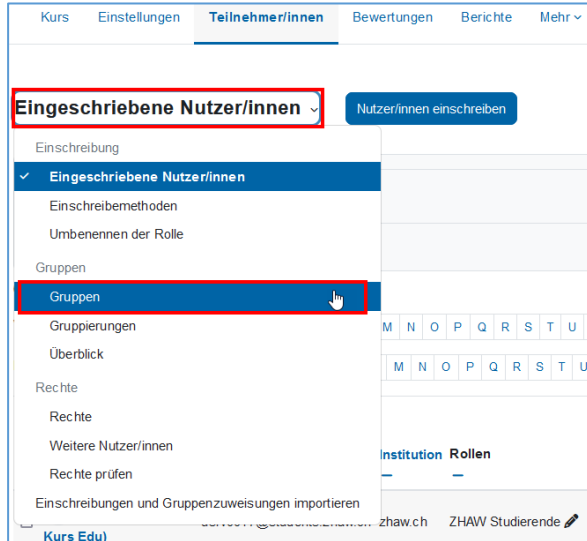 Kurs Einstellungen Teilnehmer/innen Bewertungen Berichte Mehr
Eingeschriebene Nutzer/innen Nutzer/innen einschreiben
Einschreibung
Eingeschriebene Nutzer/innen
Einschreibemethoden
Umbenennen der Rolle
Gruppen
Gruppen
Gruppierungen M N O P Q R S T U
Überblick M N O P Q R S T U
Rechte
Rechte
Weitere Nutzer/innen Institution Rollen
Rechte prüfen
Einschreibungen und Gruppenzuweisungen importieren
zhaw.ch ZHAW Studierende
Kurs Edu)